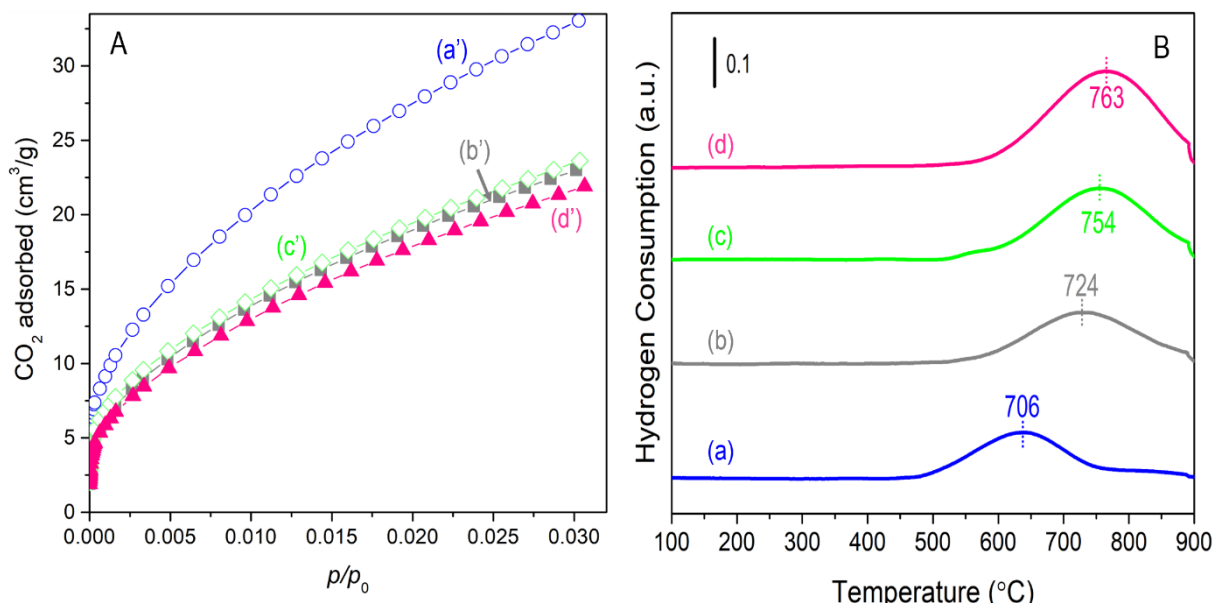 A
(a')
(b')
(c')
(d')
CO₂ adsorbed (cm³/g)
35
30
25
20
15
10
5
0
0.000 0.005 0.010 0.015 0.020 0.025 0.030
p/p₀
B
0.1
(d)
763
(c)
754
(b)
724
(a)
706
Hydrogen Consumption (a.u.)
100 200 300 400 500 600 700 800 900
Temperature (°C)